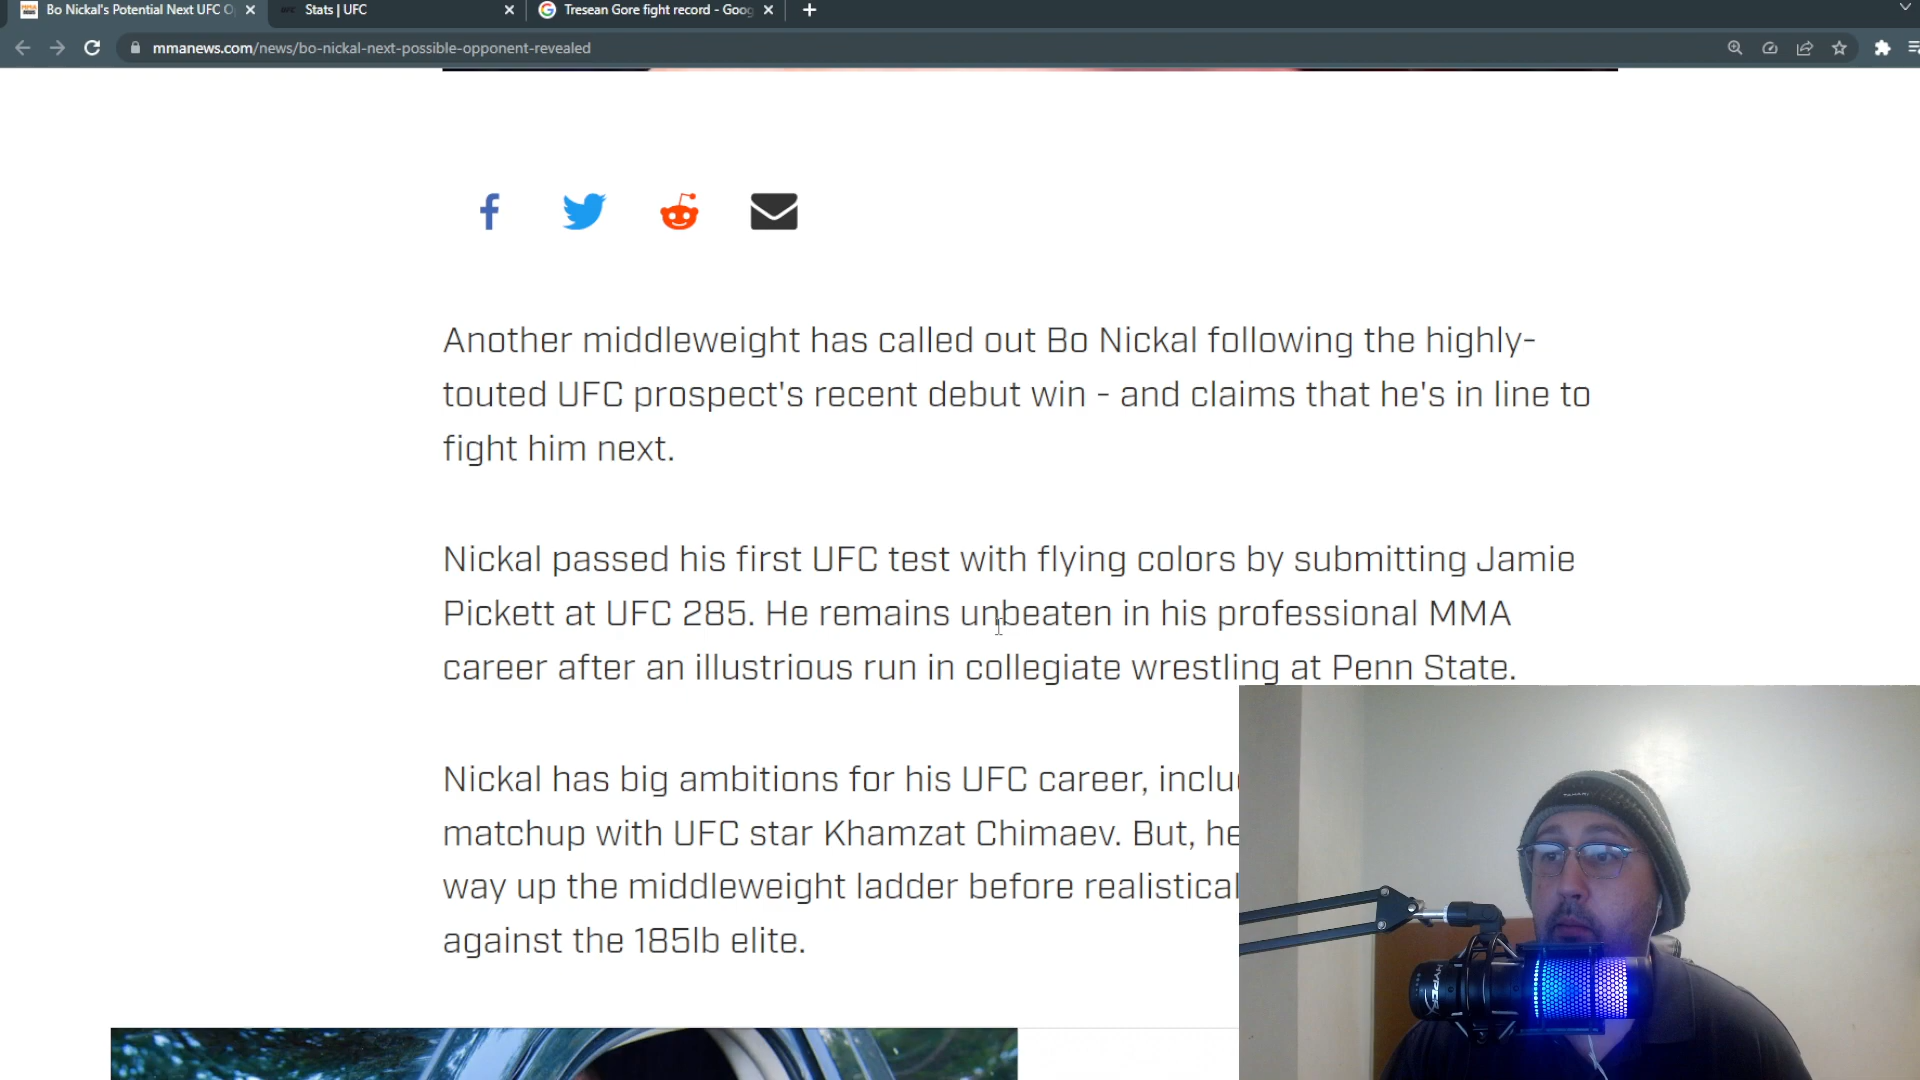 Bo Nickal's Potential Next UFC O
Stats | UFC
Tresean Gore fight record - Goog
mmanews.com/news/bo-nickal-next-possible-opponent-revealed
Another middleweight has called out Bo Nickal following the highly-
touted UFC prospect's recent debut win - and claims that he's in line to
fight him next.
Nickal passed his first UFC test with flying colors by submitting Jamie
Pickett at UFC 285. He remains unbeaten in his professional MMA
career after an illustrious run in collegiate wrestling at Penn State.
Nickal has big ambitions for his UFC career, inclu
matchup with UFC star Khamzat Chimaev. But, he
way up the middleweight ladder before realistical
against the 185lb elite.
HYPER